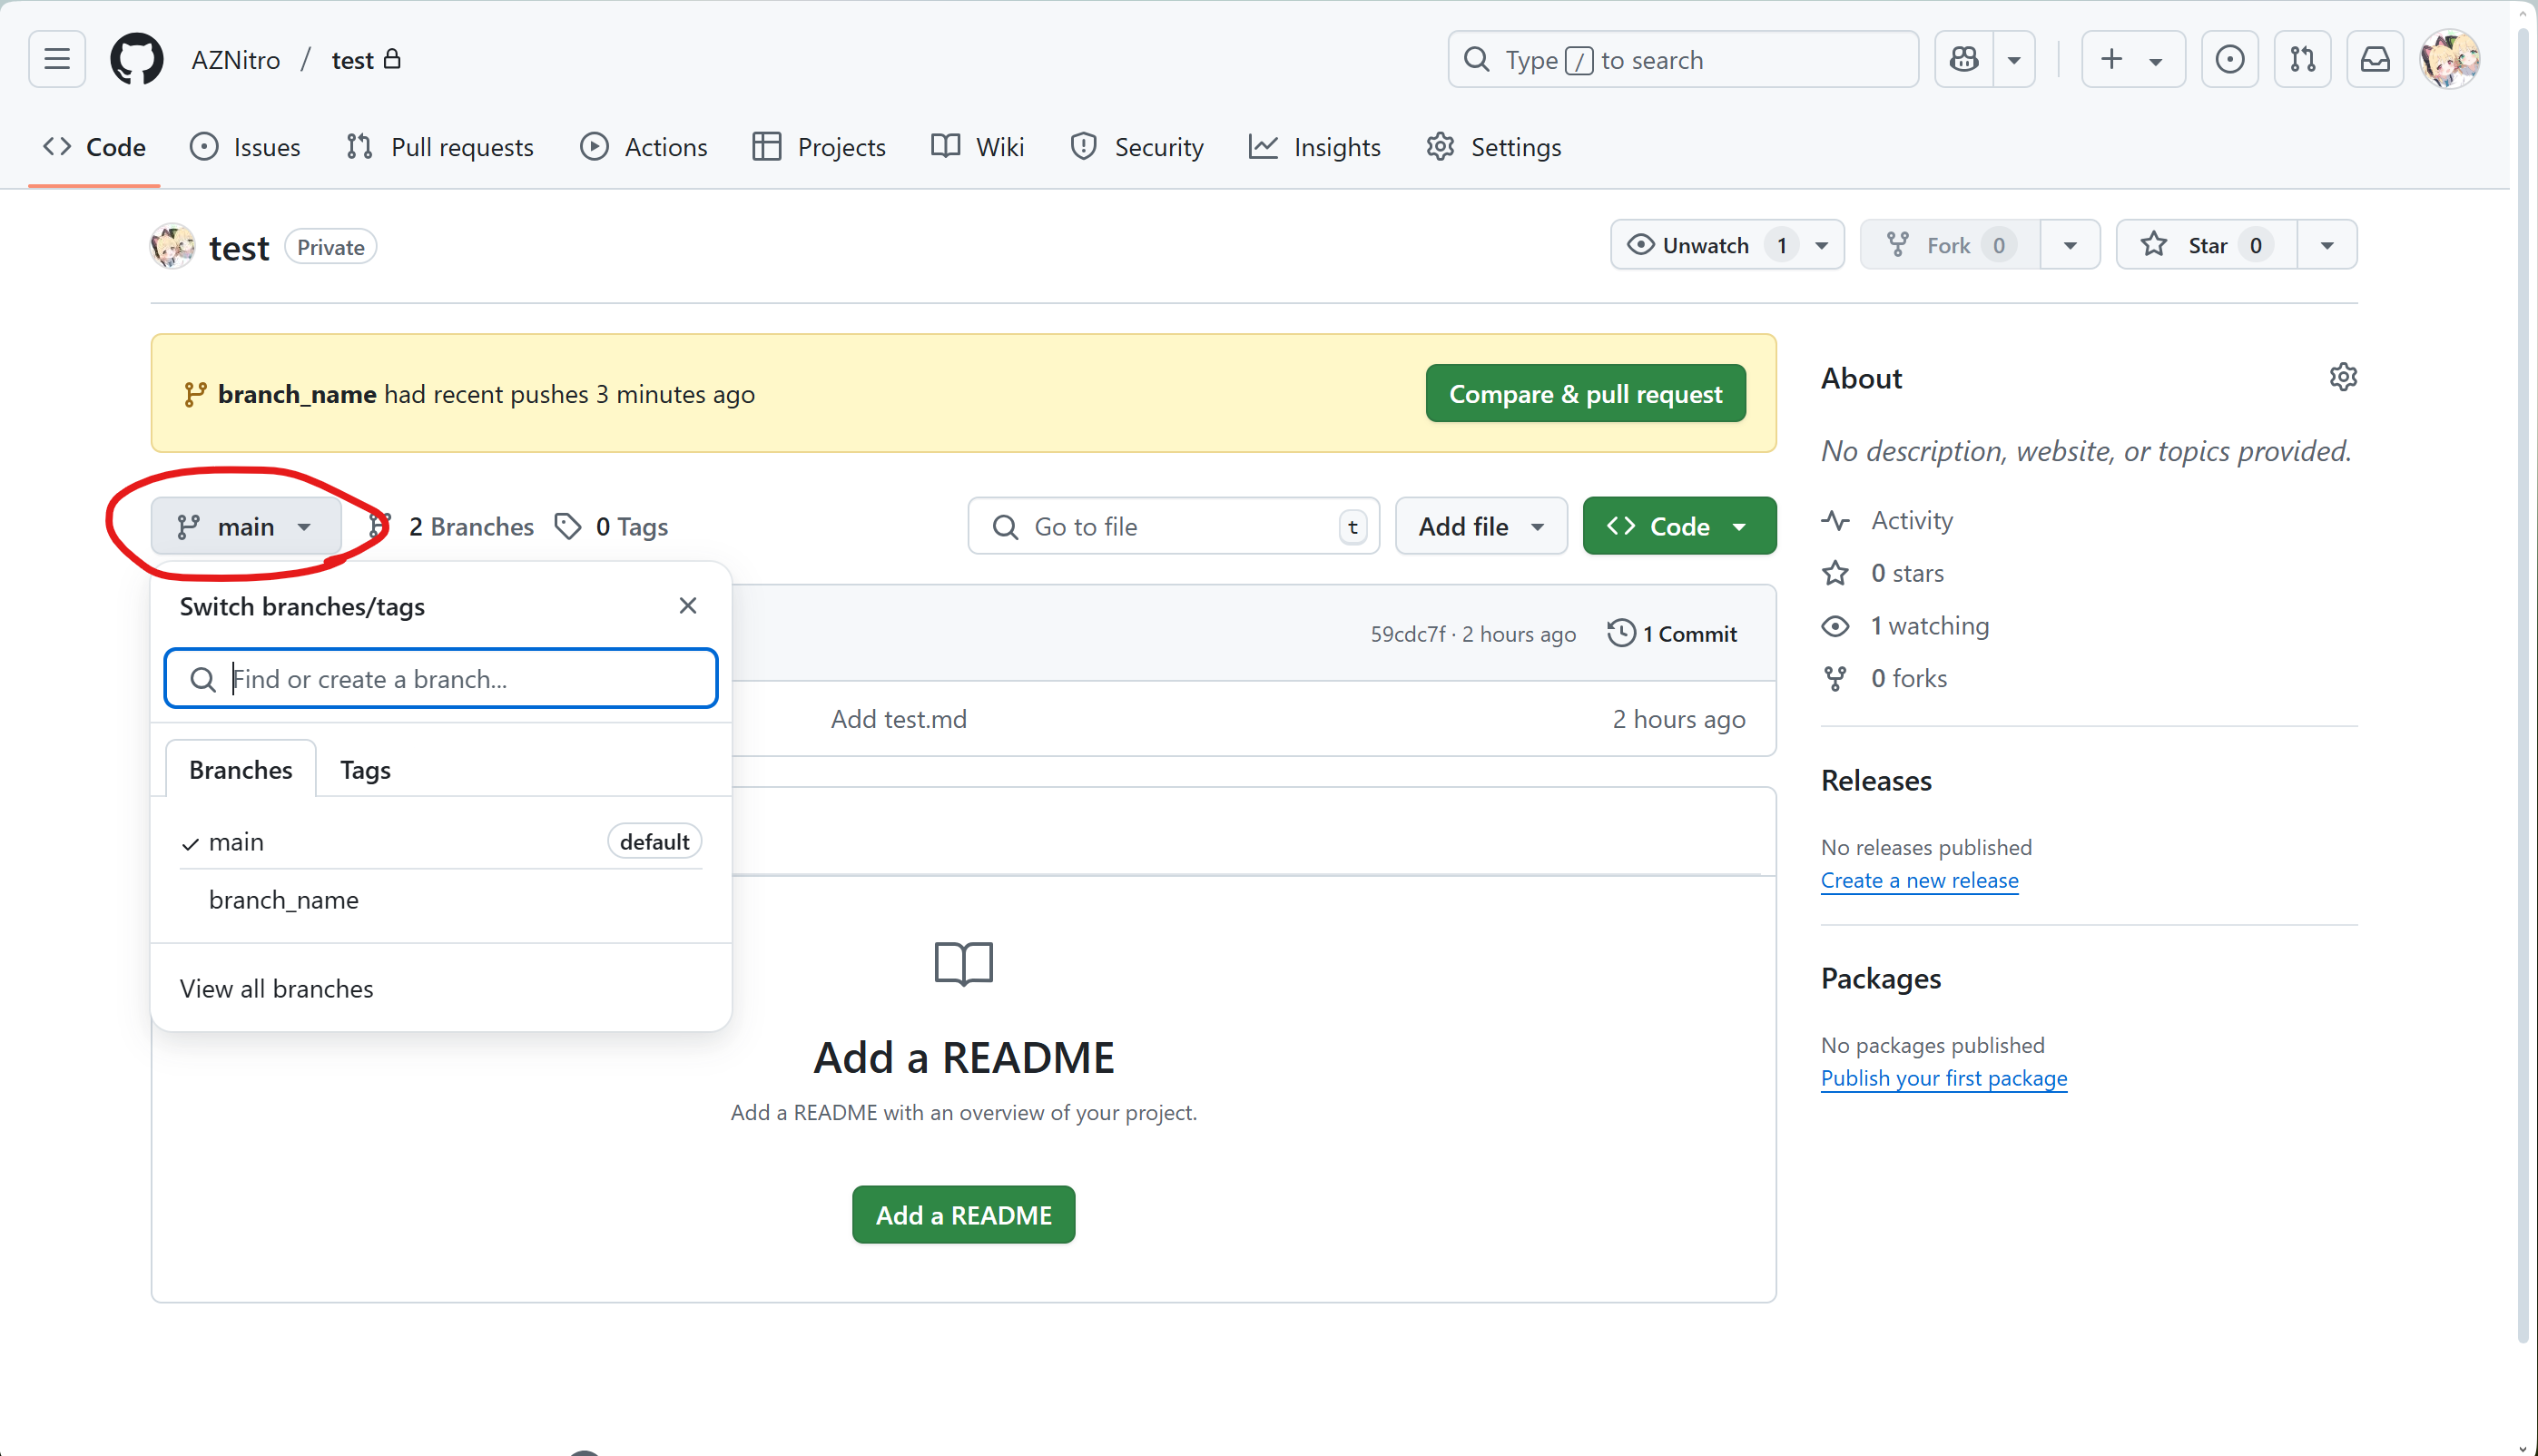 AZNitro / test
Type / to search
Code Issues Pull requests Actions Projects Wiki Security Insights Settings
test Private
Unwatch 1 Fork 0 Star 0
branch_name had recent pushes 3 minutes ago
Compare & pull request
main 2 Branches 0 Tags
Go to file t
Add file
Code
Switch branches/tags
Find or create a branch...
Branches Tags
main default
branch_name
View all branches
59cdc7f · 2 hours ago 1 Commit
Add test.md 2 hours ago
Add a README
Add a README with an overview of your project.
Add a README
About
No description, website, or topics provided.
Activity
0 stars
1 watching
0 forks
Releases
No releases published
Create a new release
Packages
No packages published
Publish your first package